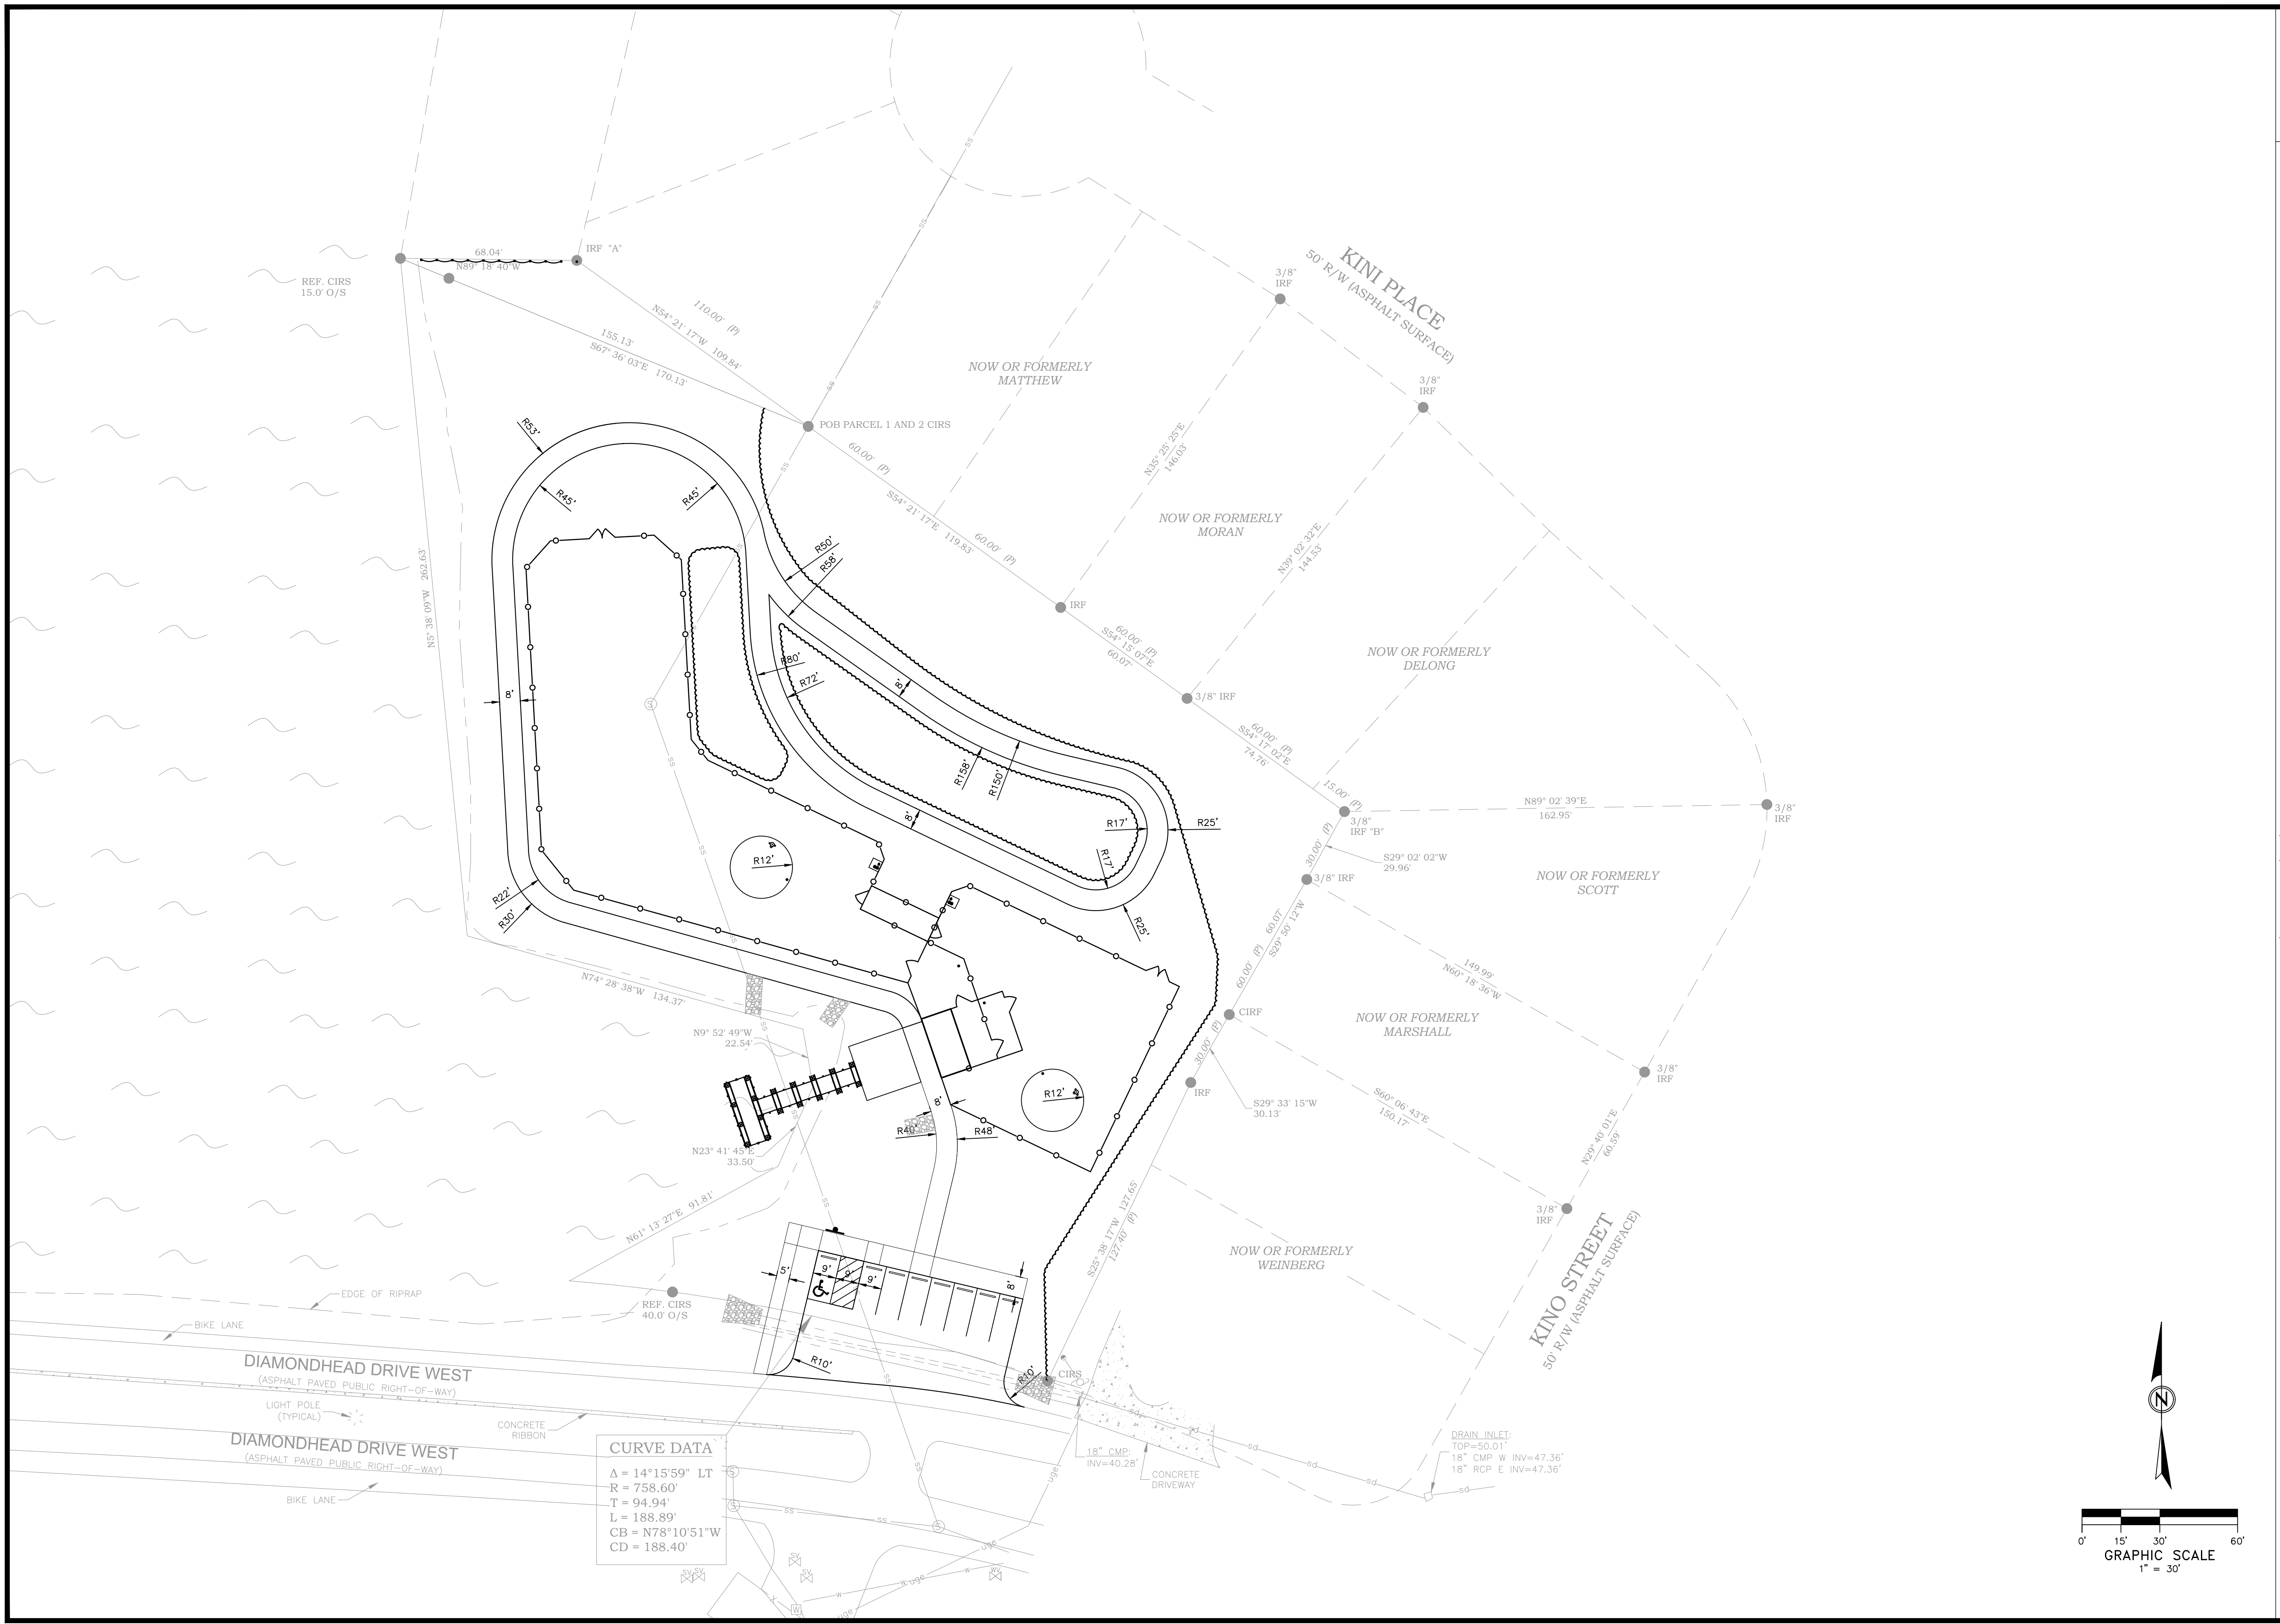 68.04'
N89° 18' 40"W
IRF "A"
REF. CIRS
15.0' O/S
110.00' (P)
N54° 21' 17"W 109.84'
155.13'
S67° 36' 03"E 170.13'
POB PARCEL 1 AND 2 CIRS
KINI PLACE
50' R/W (ASPHALT SURFACE)
3/8"
IRF
3/8"
IRF
NOW OR FORMERLY
MATTHEW
N35° 25' 25"E
146.03'
60.00' (P)
S54° 21' 17"E 119.83'
60.00' (P)
NOW OR FORMERLY
MORAN
N39° 02' 32"E
144.53'
R53'
R45'
R45'
R50'
R58'
N5° 38' 09"W 262.63'
IRF
60.00' (P)
S54° 15' 07"E
60.07'
NOW OR FORMERLY
DELONG
3/8" IRF
60.00' (P)
S54° 17' 02"E
74.76'
8'
R80'
R72'
8'
S
R158'
R150'
15.00' (P)
N89° 02' 39"E
162.95'
3/8"
IRF
3/8"
IRF "B"
8'
R17'
R25'
R17'
R12'
30.00' (P)
S29° 02' 02"W
29.96'
3/8" IRF
NOW OR FORMERLY
SCOTT
R22'
R30'
R25'
60.00' (P) 60.07'
S29° 50' 12"W
149.99'
N60° 18' 36"W
N74° 28' 38"W 134.37'
CIRF
NOW OR FORMERLY
MARSHALL
N9° 52' 49"W
22.54'
30.00' (P)
IRF
3/8"
IRF
S29° 33' 15"W
30.13'
R12'
8'
R40'
R48'
S60° 06' 43"E
150.17'
N29° 40' 01"E
60.59'
N23° 41' 45"E
33.50'
N61° 13' 27"E 91.81'
S25° 38' 17"W 127.65'
127.40' (P)
3/8"
IRF
NOW OR FORMERLY
WEINBERG
KINO STREET
50' R/W (ASPHALT SURFACE)
5'
9'
9'
9'
8'
EDGE OF RIPRAP
REF. CIRS
40.0' O/S
BIKE LANE
R10'
R10'
CIRS
DIAMONDHEAD DRIVE WEST
(ASPHALT PAVED PUBLIC RIGHT-OF-WAY)
LIGHT POLE
(TYPICAL)
CONCRETE
RIBBON
DIAMONDHEAD DRIVE WEST
(ASPHALT PAVED PUBLIC RIGHT-OF-WAY)
BIKE LANE
CURVE DATA
Δ = 14°15'59" LT
R = 758.60'
T = 94.94'
L = 188.89'
CB = N78°10'51"W
CD = 188.40'
18" CMP:
INV=40.28'
CONCRETE
DRIVEWAY
DRAIN INLET:
TOP=50.01'
18" CMP W INV=47.36'
18" RCP E INV=47.36'
N
0' 15' 30' 60'
GRAPHIC SCALE
1" = 30'